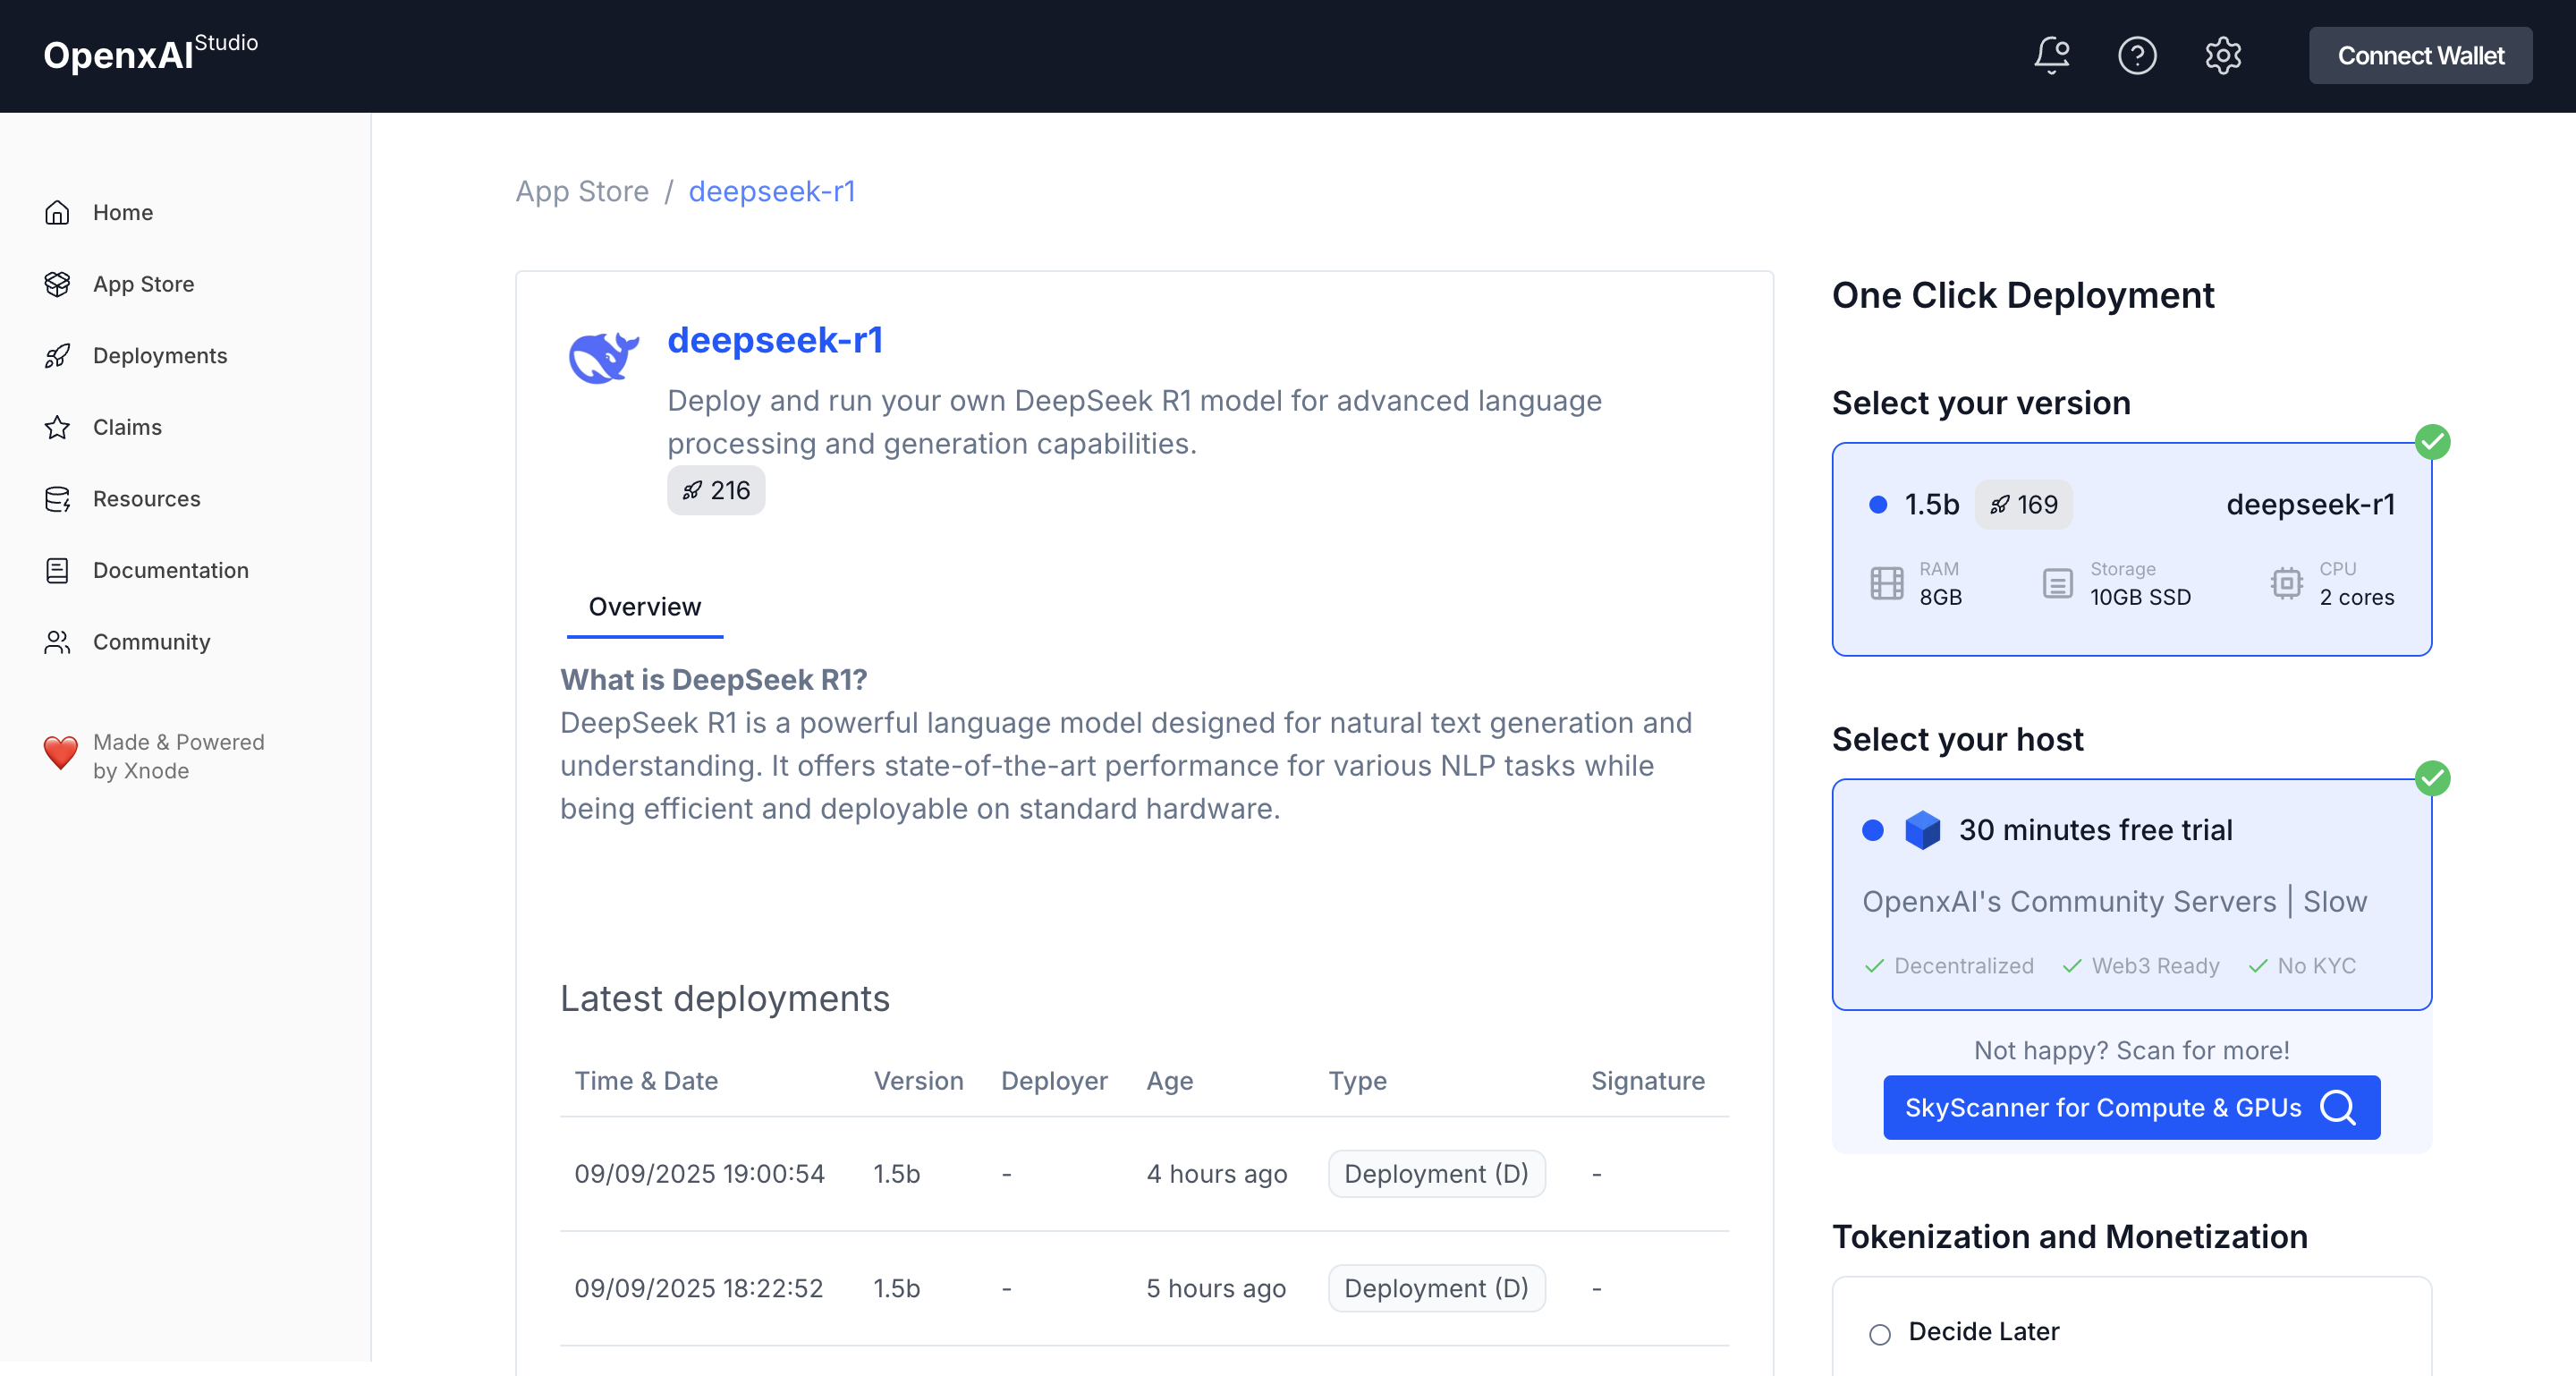 OpenxAI Studio
Connect Wallet
Home
App Store
Deployments
Claims
Resources
Documentation
Community
Made & Powered
by Xnode
App Store / deepseek-r1
deepseek-r1
Deploy and run your own DeepSeek R1 model for advanced language
processing and generation capabilities.
216
Overview
What is DeepSeek R1?
DeepSeek R1 is a powerful language model designed for natural text generation and
understanding. It offers state-of-the-art performance for various NLP tasks while
being efficient and deployable on standard hardware.
Latest deployments
Time & Date Version Deployer Age Type Signature
09/09/2025 19:00:54 1.5b - 4 hours ago Deployment (D) -
09/09/2025 18:22:52 1.5b - 5 hours ago Deployment (D) -
One Click Deployment
Select your version
1.5b 169 deepseek-r1
RAM Storage CPU
8GB 10GB SSD 2 cores
Select your host
30 minutes free trial
OpenxAI's Community Servers | Slow
Decentralized Web3 Ready No KYC
Not happy? Scan for more!
SkyScanner for Compute & GPUs
Tokenization and Monetization
Decide Later